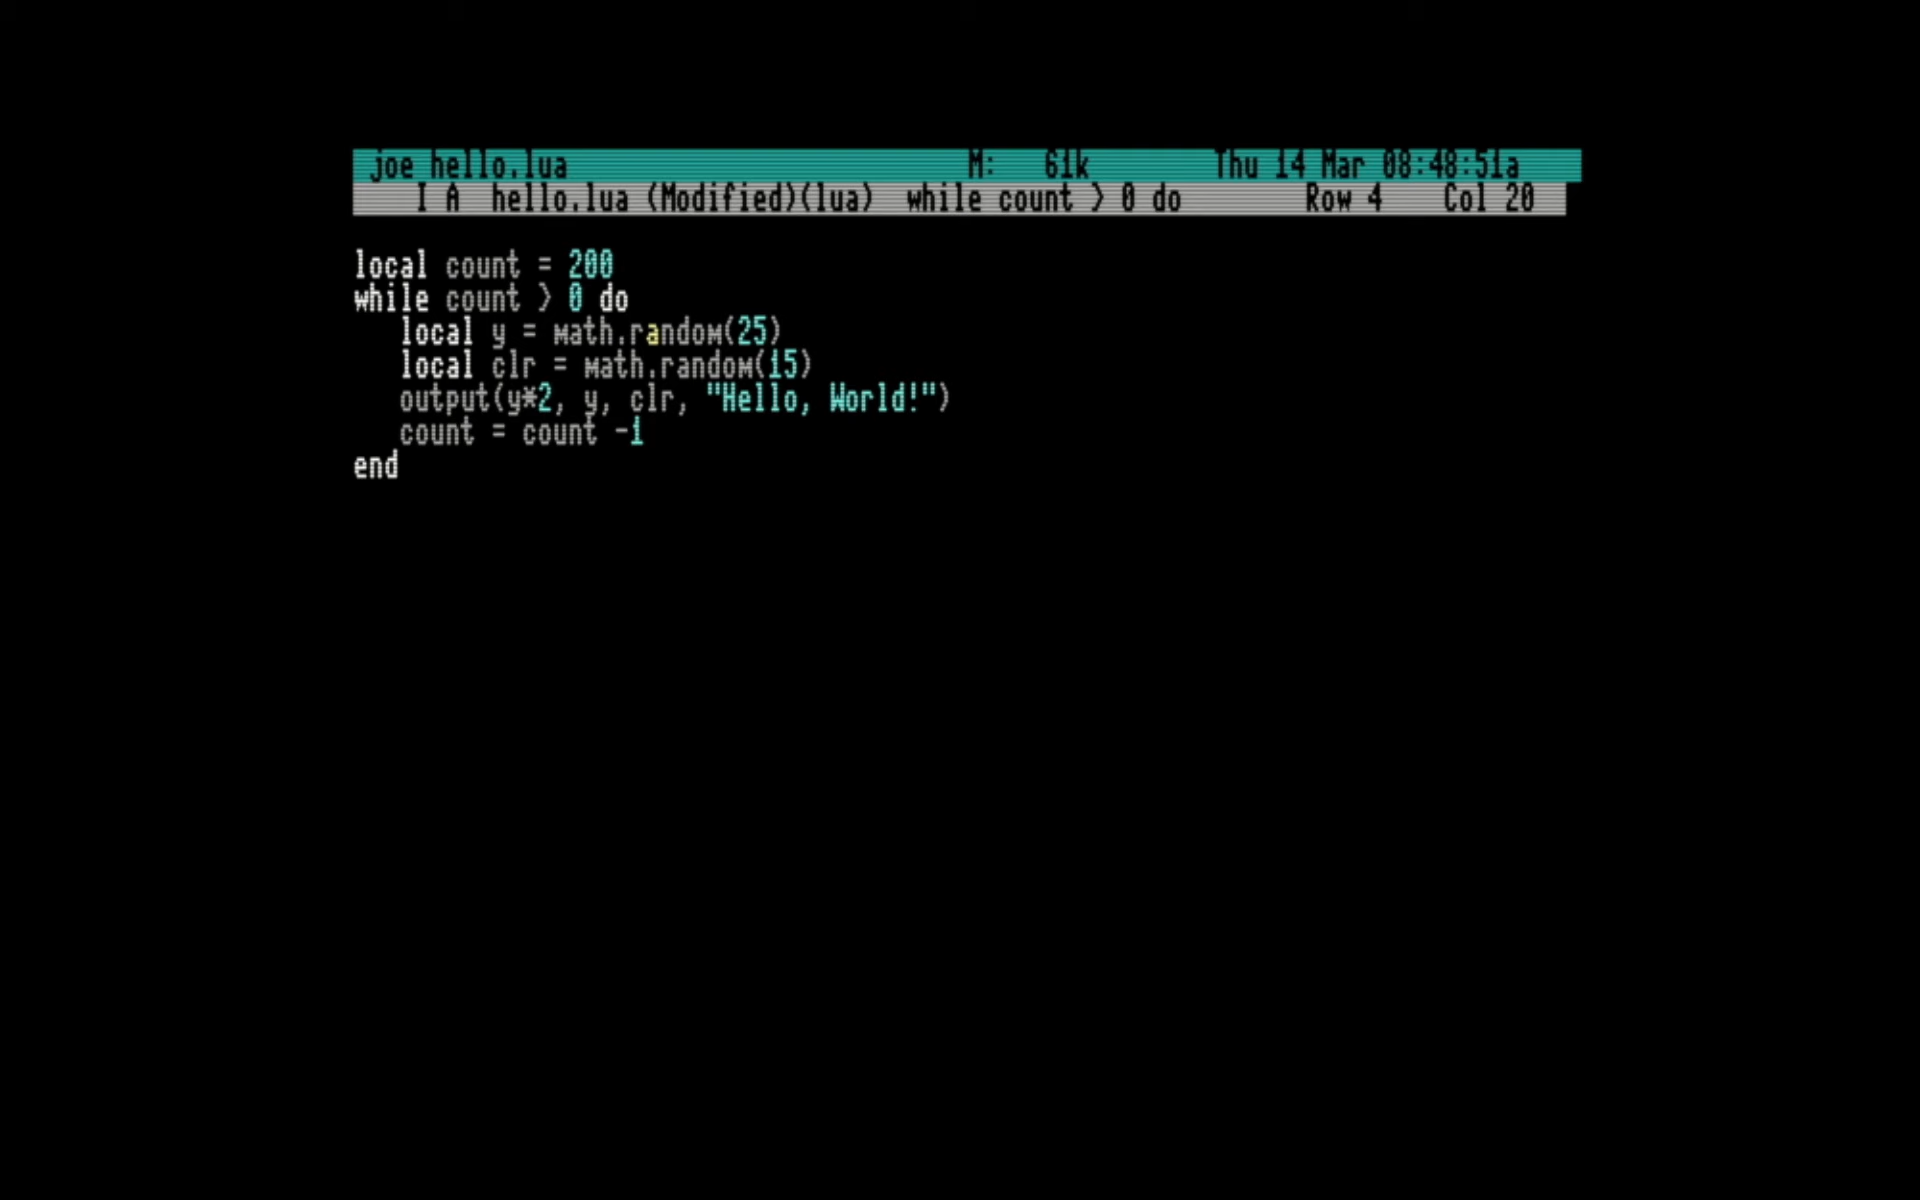 joe hello.lua M: 61k Thu 14 Mar 08:48:51a
I A hello.lua (Modified)(lua) while count > 0 do Row 4 Col 20
local count = 200
while count > 0 do
local y = math.random(25)
local clr = math.random(15)
output(y*2, y, clr, "Hello, World!")
count = count -1
end